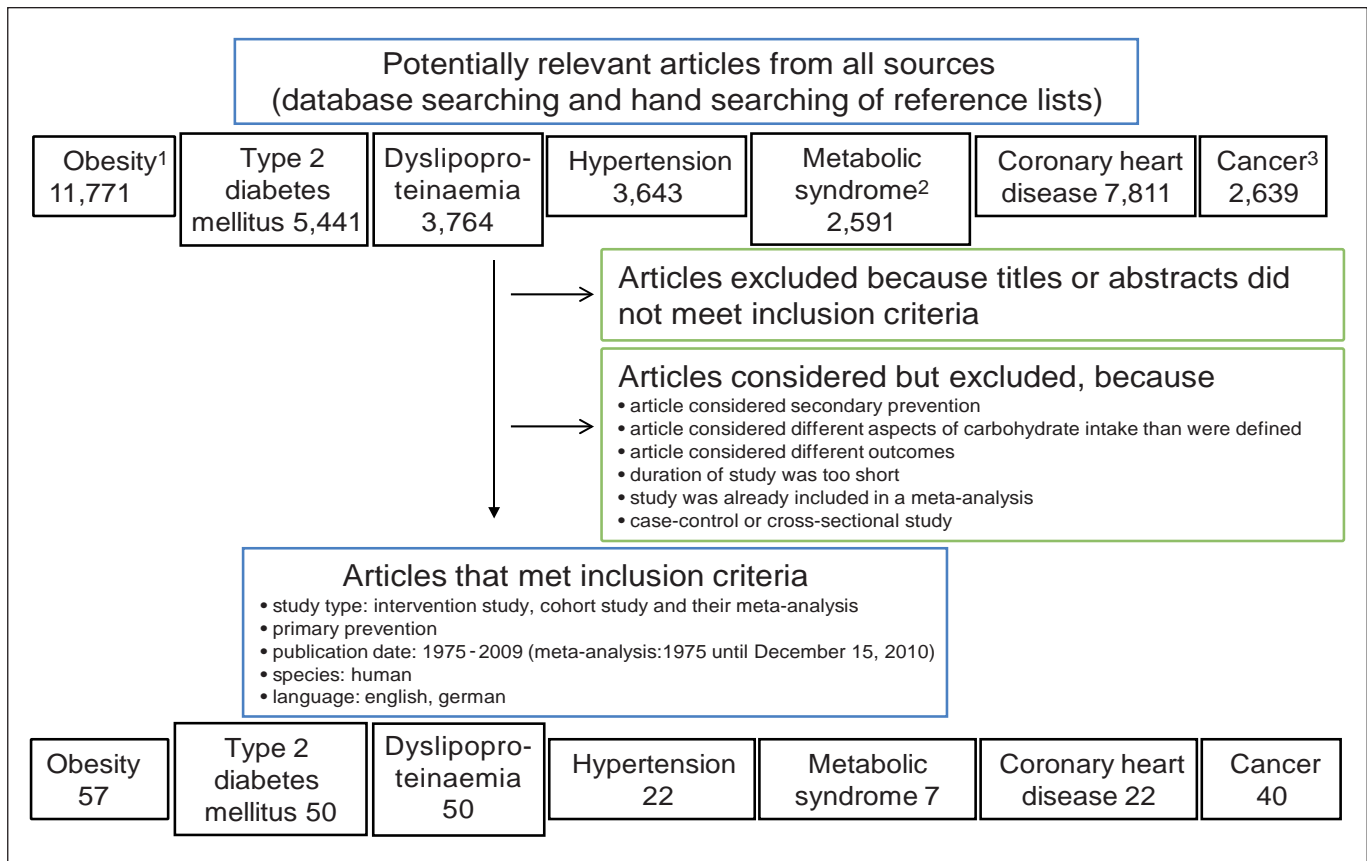 Potentially relevant articles from all sources
(database searching and hand searching of reference lists)
Obesity1
11,771
Type 2
diabetes
mellitus 5,441
Dyslipopro-
teinaemia
3,764
Hypertension
3,643
Metabolic
syndrome2
2,591
Coronary heart
disease 7,811
Cancer3
2,639
Articles excluded because titles or abstracts did
not meet inclusion criteria
Articles considered but excluded, because
• article considered secondary prevention
• article considered different aspects of carbohydrate intake than were defined
• article considered different outcomes
• duration of study was too short
• study was already included in a meta-analysis
• case-control or cross-sectional study
Articles that met inclusion criteria
• study type: intervention study, cohort study and their meta-analysis
• primary prevention
• publication date: 1975-2009 (meta-analysis:1975 until December 15, 2010)
• species: human
• language: english, german
Obesity
57
Type 2
diabetes
mellitus 50
Dyslipopro-
teinaemia
50
Hypertension
22
Metabolic
syndrome 7
Coronary heart
disease 22
Cancer
40